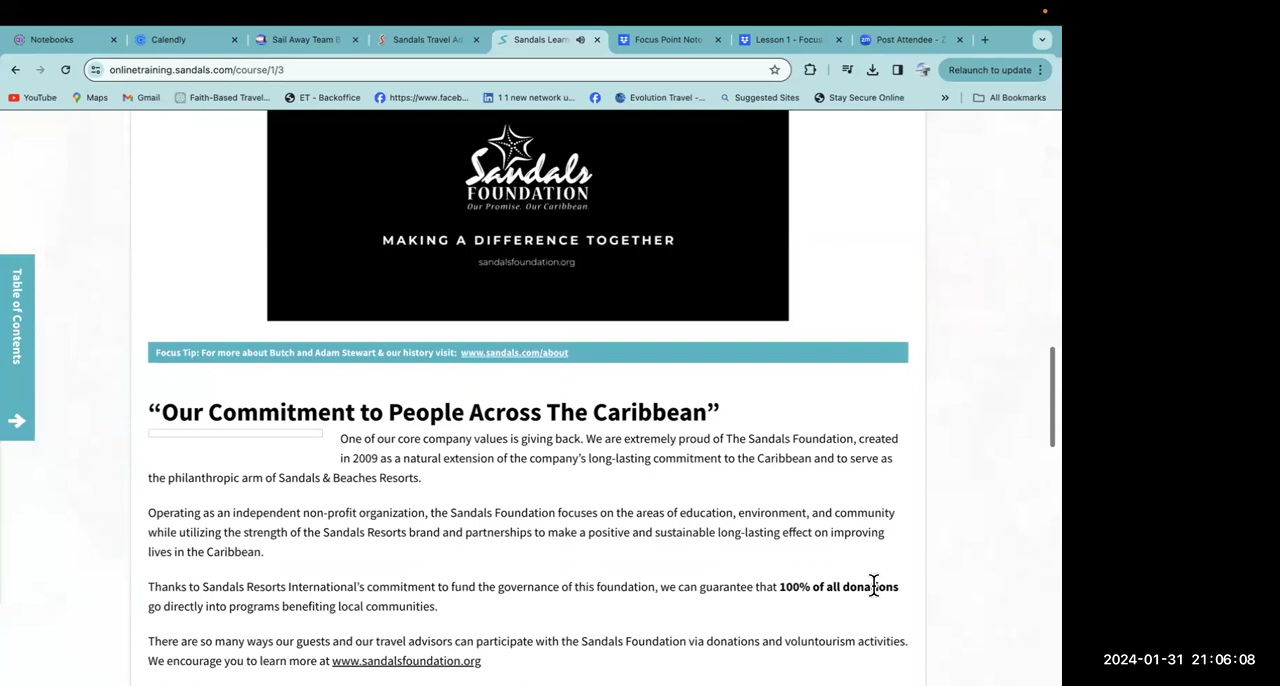 Notebooks
Calendly
Sail Away Team B
Sandals Travel Ad
Sandals Learn
Focus Point Note
Lesson 1 - Focus
Post Attendee - Z
onlinetraining.sandals.com/course/1/3
Relaunch to update
YouTube
Maps
Gmail
Faith-Based Travel...
ET - Backoffice
https://www.faceb...
1 1 new network u...
Evolution Travel -...
Suggested Sites
Stay Secure Online
»
All Bookmarks
Sandals
FOUNDATION
Our Promise. Our Caribbean.
MAKING A DIFFERENCE TOGETHER
sandalsfoundation.org
Table of Contents
Focus Tip: For more about Butch and Adam Stewart & our history visit: www.sandals.com/about
“Our Commitment to People Across The Caribbean”
One of our core company values is giving back. We are extremely proud of The Sandals Foundation, created
in 2009 as a natural extension of the company’s long-lasting commitment to the Caribbean and to serve as
the philanthropic arm of Sandals & Beaches Resorts.
Operating as an independent non-profit organization, the Sandals Foundation focuses on the areas of education, environment, and community
while utilizing the strength of the Sandals Resorts brand and partnerships to make a positive and sustainable long-lasting effect on improving
lives in the Caribbean.
Thanks to Sandals Resorts International’s commitment to fund the governance of this foundation, we can guarantee that 100% of all donations
go directly into programs benefiting local communities.
There are so many ways our guests and our travel advisors can participate with the Sandals Foundation via donations and voluntourism activities.
We encourage you to learn more at www.sandalsfoundation.org
2024-01-31 21:06:08